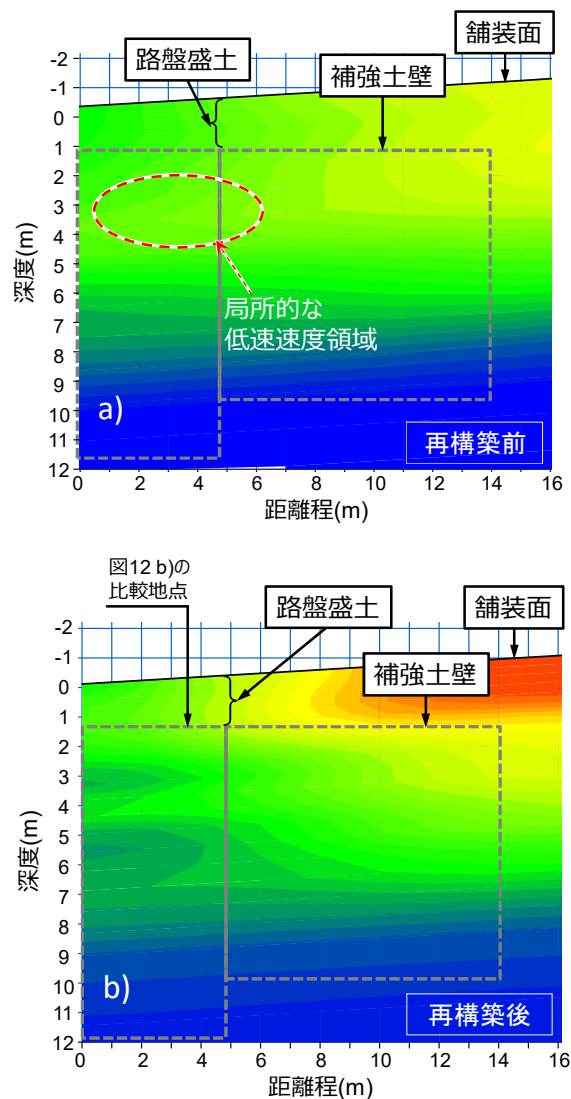 舗装面
路盤盛土
補強土壁
-2
-1
0
1
2
3
4
5
6
7
8
9
10
11
12
深度(m)
局所的な
低速速度領域
a)
再構築前
0 2 4 6 8 10 12 14 16
距離程(m)
図12 b)の
比較地点
路盤盛土
舗装面
補強土壁
-2
-1
0
1
2
3
4
5
6
7
8
9
10
11
12
深度(m)
b)
再構築後
0 2 4 6 8 10 12 14 16
距離程(m)